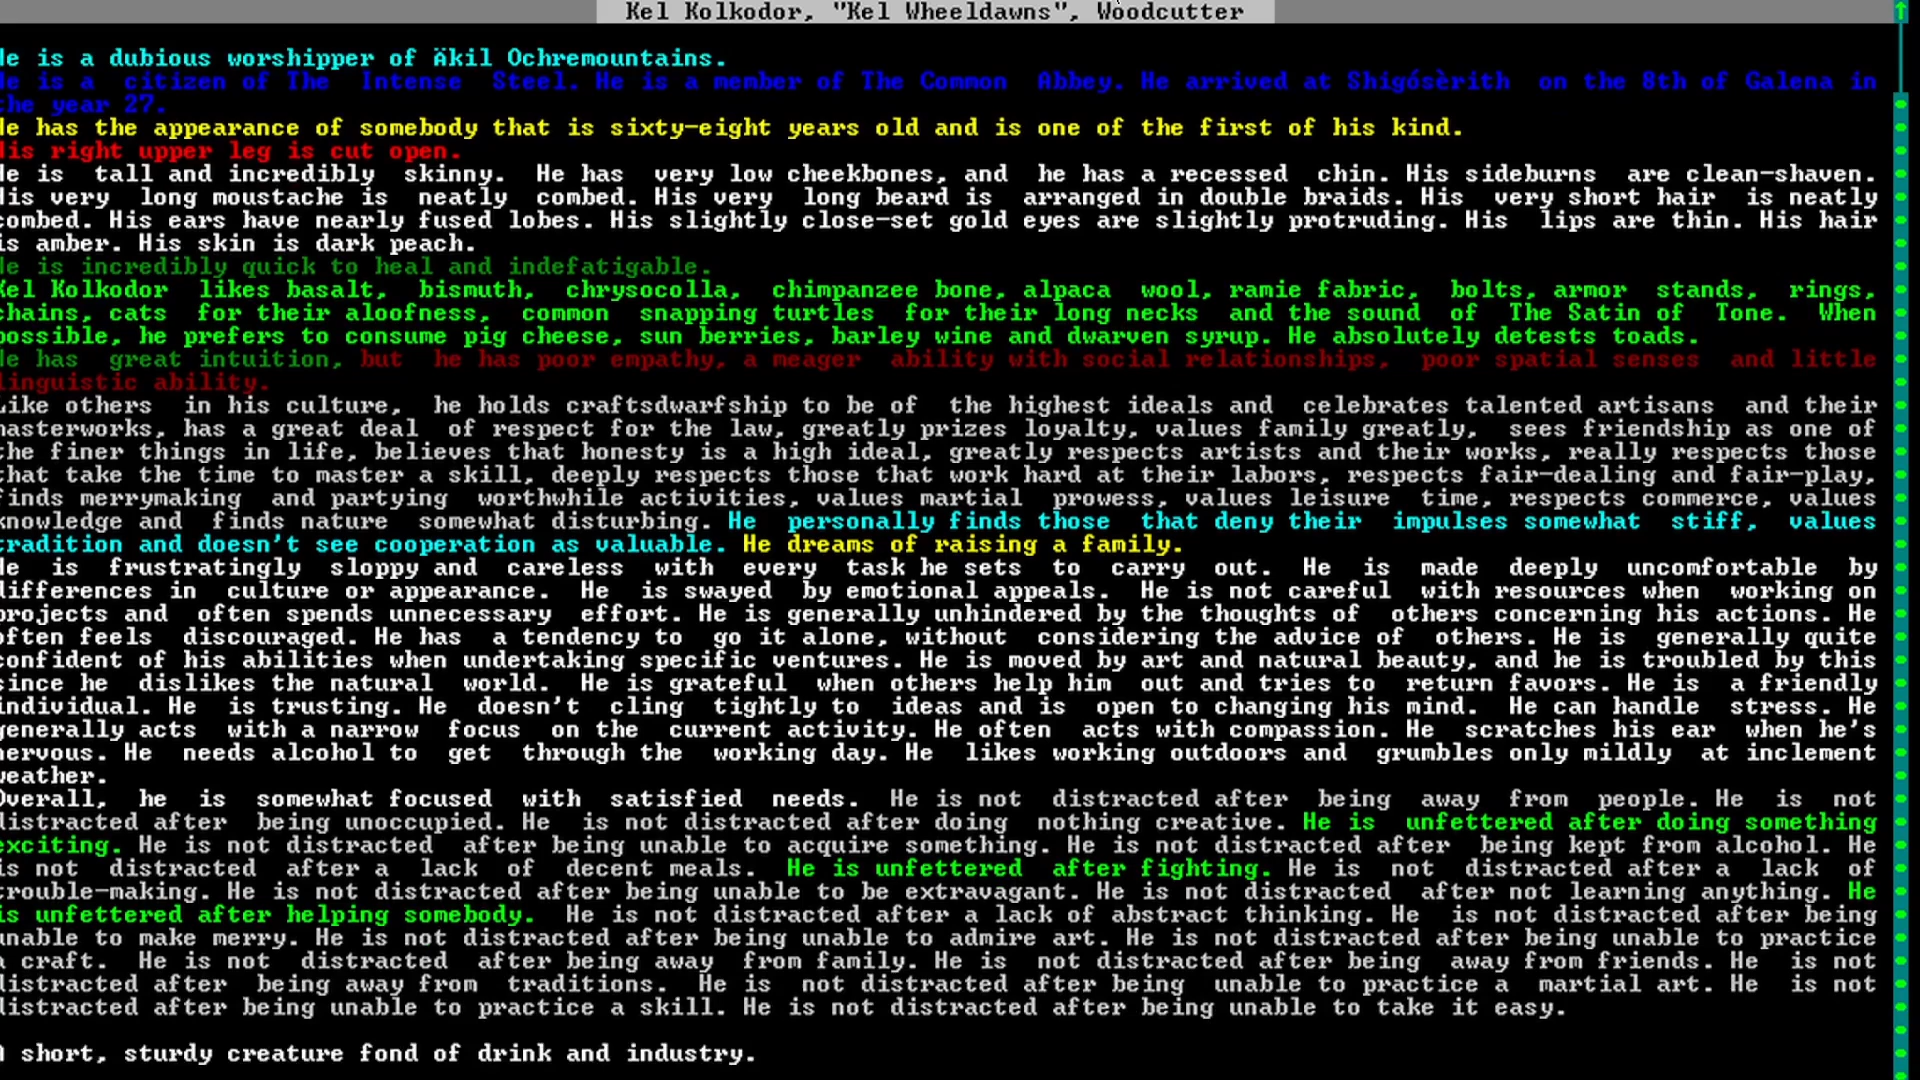 Kel Kolkodor, "Kel Wheeldawns", Woodcutter
He is a dubious worshipper of Äkil Ochremountains.
He is a citizen of The Intense Steel. He is a member of The Common Abbey. He arrived at Shigósèrith on the 8th of Galena in
the year 27.
He has the appearance of somebody that is sixty-eight years old and is one of the first of his kind.
His right upper leg is cut open.
He is tall and incredibly skinny. He has very low cheekbones, and he has a recessed chin. His sideburns are clean-shaven.
His very long moustache is neatly combed. His very long beard is arranged in double braids. His very short hair is neatly
combed. His ears have nearly fused lobes. His slightly close-set gold eyes are slightly protruding. His lips are thin. His hair
is amber. His skin is dark peach.
He is incredibly quick to heal and indefatigable.
Kel Kolkodor likes basalt, bismuth, chrysocolla, chimpanzee bone, alpaca wool, ramie fabric, bolts, armor stands, rings,
chains, cats for their aloofness, common snapping turtles for their long necks and the sound of The Satin of Tone. When
possible, he prefers to consume pig cheese, sun berries, barley wine and dwarven syrup. He absolutely detests toads.
He has great intuition, but he has poor empathy, a meager ability with social relationships, poor spatial senses and little
linguistic ability.
Like others in his culture, he holds craftsdwarfship to be of the highest ideals and celebrates talented artisans and their
masterworks, has a great deal of respect for the law, greatly prizes loyalty, values family greatly, sees friendship as one of
the finer things in life, believes that honesty is a high ideal, greatly respects artists and their works, really respects those
that take the time to master a skill, deeply respects those that work hard at their labors, respects fair-dealing and fair-play,
finds merrymaking and partying worthwhile activities, values martial prowess, values leisure time, respects commerce, values
knowledge and finds nature somewhat disturbing. He personally finds those that deny their impulses somewhat stiff, values
tradition and doesn't see cooperation as valuable. He dreams of raising a family.
He is frustratingly sloppy and careless with every task he sets to carry out. He is made deeply uncomfortable by
differences in culture or appearance. He is swayed by emotional appeals. He is not careful with resources when working on
projects and often spends unnecessary effort. He is generally unhindered by the thoughts of others concerning his actions. He
often feels discouraged. He has a tendency to go it alone, without considering the advice of others. He is generally quite
confident of his abilities when undertaking specific ventures. He is moved by art and natural beauty, and he is troubled by this
since he dislikes the natural world. He is grateful when others help him out and tries to return favors. He is a friendly
individual. He is trusting. He doesn't cling tightly to ideas and is open to changing his mind. He can handle stress. He
generally acts with a narrow focus on the current activity. He often acts with compassion. He scratches his ear when he's
nervous. He needs alcohol to get through the working day. He likes working outdoors and grumbles only mildly at inclement
weather.
Overall, he is somewhat focused with satisfied needs. He is not distracted after being away from people. He is not
distracted after being unoccupied. He is not distracted after doing nothing creative. He is unfettered after doing something
exciting. He is not distracted after being unable to acquire something. He is not distracted after being kept from alcohol. He
is not distracted after a lack of decent meals. He is unfettered after fighting. He is not distracted after a lack of
trouble-making. He is not distracted after being unable to be extravagant. He is not distracted after not learning anything. He
is unfettered after helping somebody. He is not distracted after a lack of abstract thinking. He is not distracted after being
unable to make merry. He is not distracted after being unable to admire art. He is not distracted after being unable to practice
a craft. He is not distracted after being away from family. He is not distracted after being away from friends. He is not
distracted after being away from traditions. He is not distracted after being unable to practice a martial art. He is not
distracted after being unable to practice a skill. He is not distracted after being unable to take it easy.
A short, sturdy creature fond of drink and industry.